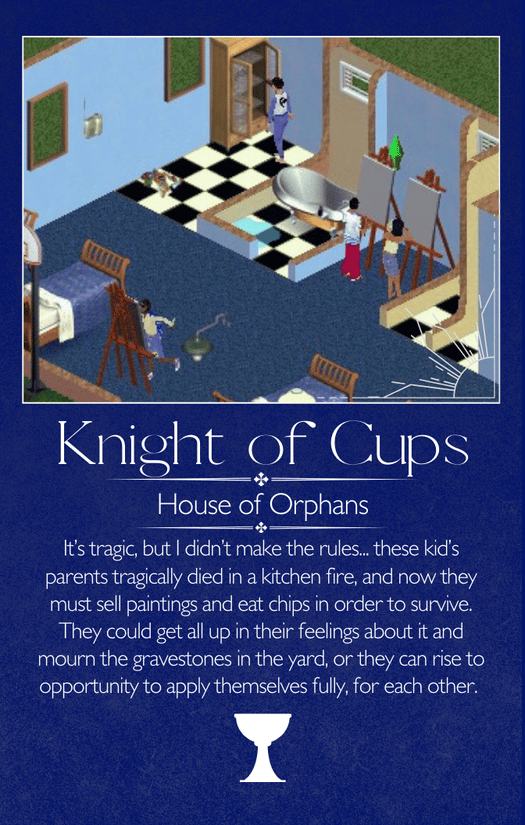 Knight of Cups
House of Orphans
It's tragic, but I didn't make the rules... these kid's
parents tragically died in a kitchen fire, and now they
must sell paintings and eat chips in order to survive.
They could get all up in their feelings about it and
mourn the gravestones in the yard, or they can rise to
opportunity to apply themselves fully, for each other.